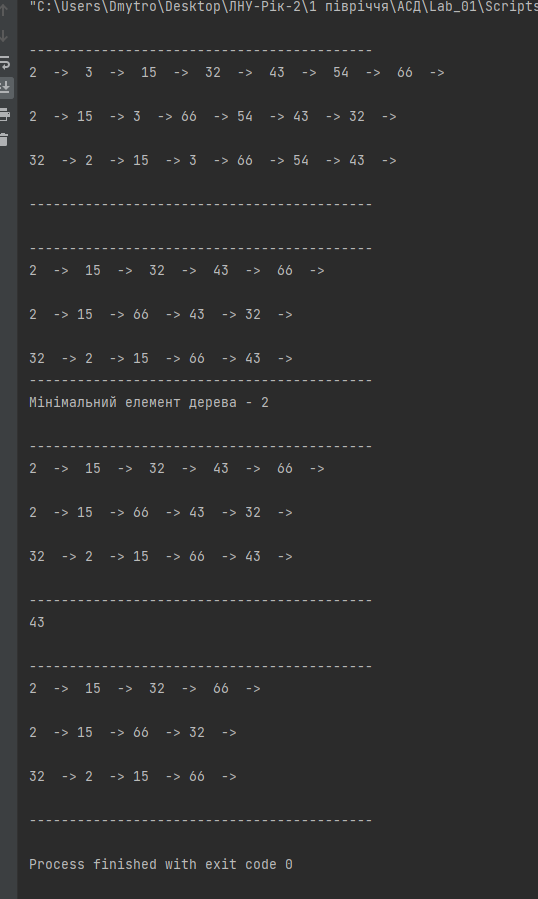 "C:\Users\Dmytro\Desktop\ЛНУ-Рік-2\1 півріччя\АСД\Lab_01\Scripts
-------------------------------------------
2  ->  3  ->  15  ->  32  ->  43  ->  54  ->  66  ->
2  -> 15  -> 3  -> 66  -> 54  -> 43  -> 32  ->
32  -> 2  -> 15  -> 3  -> 66  -> 54  -> 43  ->
-------------------------------------------
-------------------------------------------
2  ->  15  ->  32  ->  43  ->  66  ->
2  -> 15  -> 66  -> 43  -> 32  ->
32  -> 2  -> 15  -> 66  -> 43  ->
-------------------------------------------
Мінімальний елемент дерева - 2
-------------------------------------------
2  ->  15  ->  32  ->  43  ->  66  ->
2  -> 15  -> 66  -> 43  -> 32  ->
32  -> 2  -> 15  -> 66  -> 43  ->
-------------------------------------------
43
-------------------------------------------
2  ->  15  ->  32  ->  66  ->
2  -> 15  -> 66  -> 32  ->
32  -> 2  -> 15  -> 66  ->
-------------------------------------------
Process finished with exit code 0